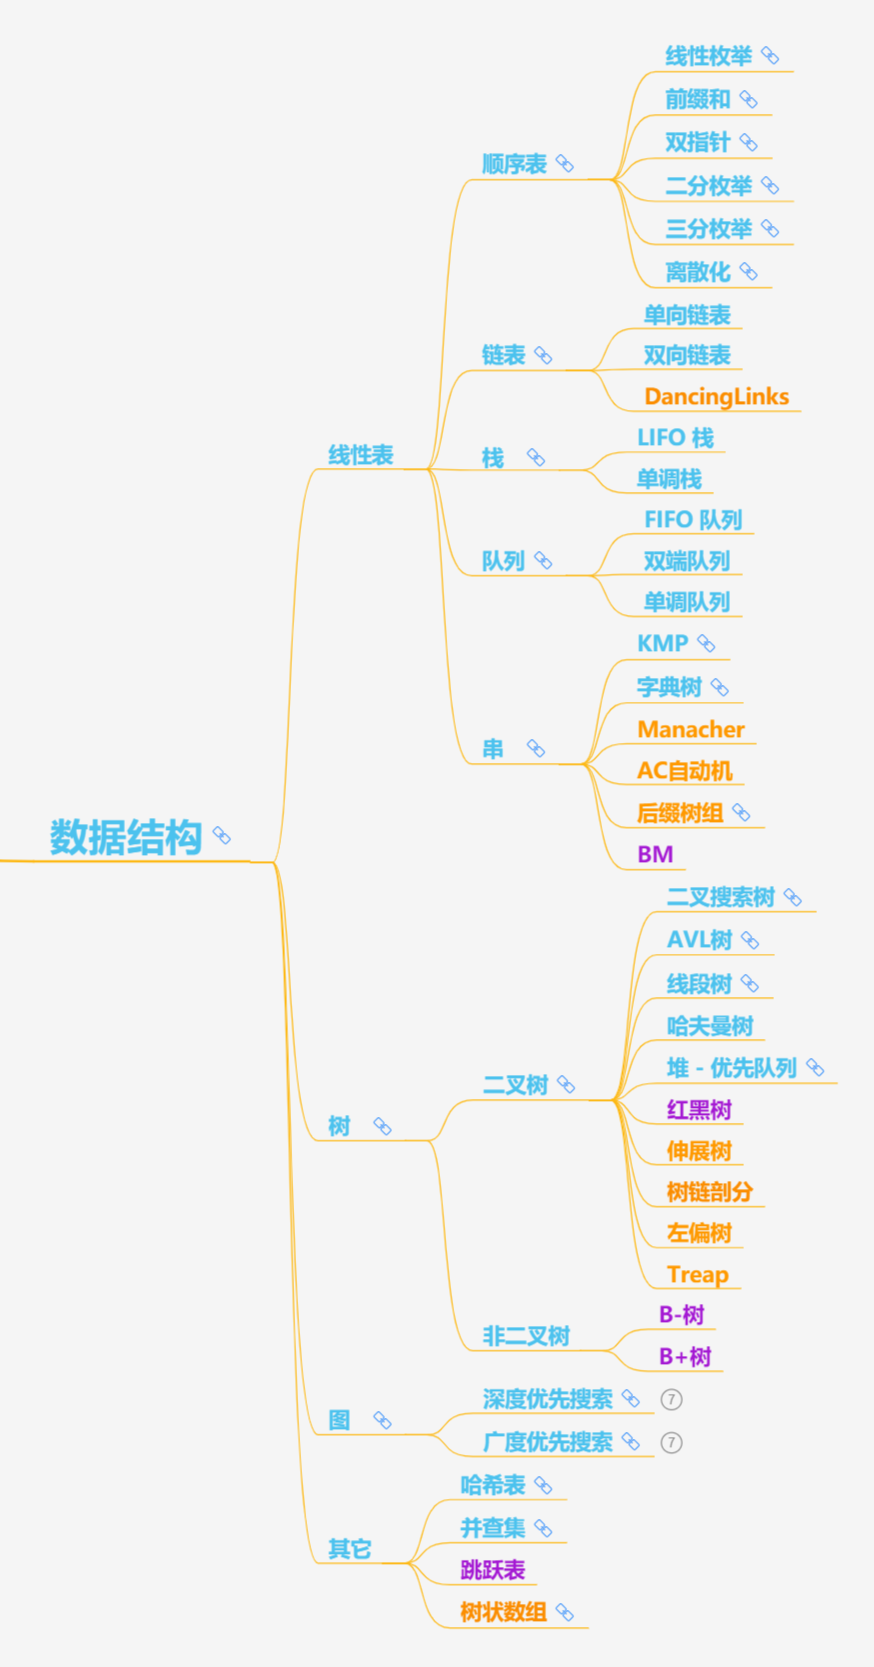 数据结构
线性表
顺序表
线性枚举
前缀和
双指针
二分枚举
三分枚举
离散化
链表
单向链表
双向链表
DancingLinks
栈
LIFO 栈
单调栈
队列
FIFO 队列
双端队列
单调队列
串
KMP
字典树
Manacher
AC自动机
后缀树组
BM
树
二叉树
二叉搜索树
AVL树
线段树
哈夫曼树
堆 - 优先队列
红黑树
伸展树
树链剖分
左偏树
Treap
非二叉树
B-树
B+树
图
深度优先搜索 7
广度优先搜索 7
其它
哈希表
并查集
跳跃表
树状数组